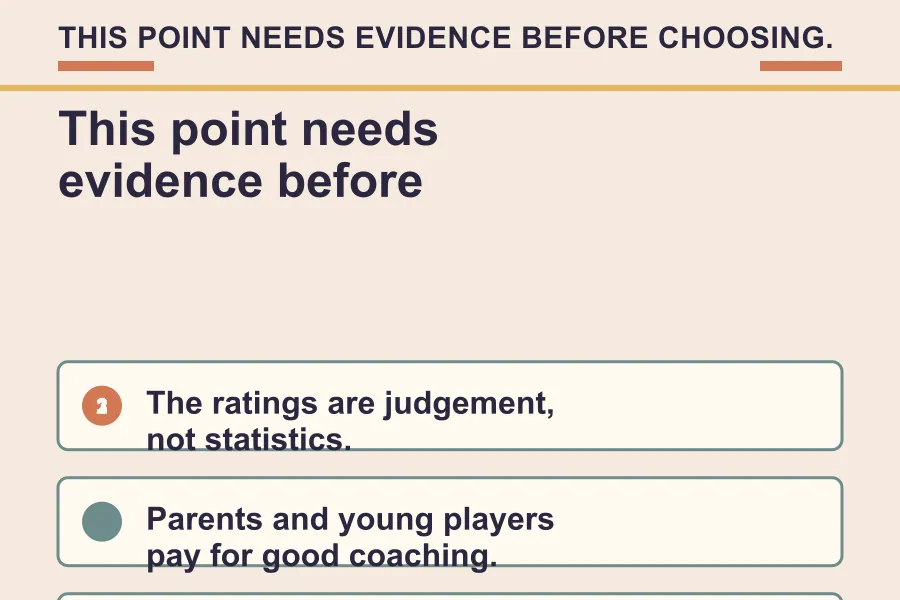 THIS POINT NEEDS EVIDENCE BEFORE CHOOSING.
This point needs
evidence before
The ratings are judgement,
not statistics.
Parents and young players
pay for good coaching.